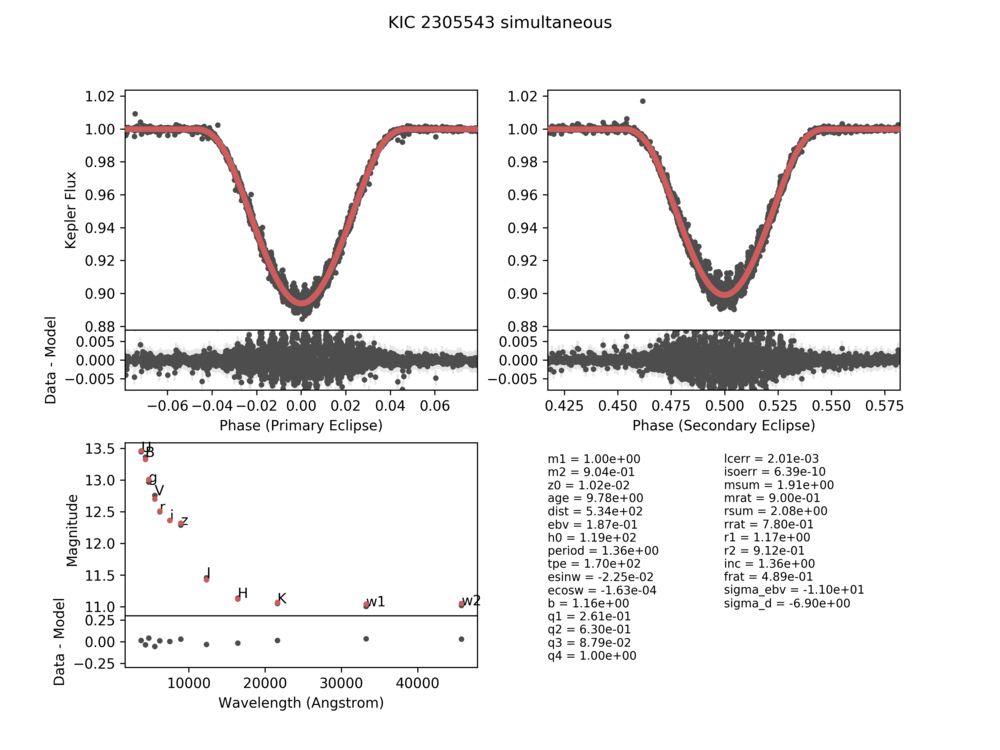 KIC 2305543 simultaneous
1.02
1.00
0.98
0.96
0.94
0.92
0.90
0.88
Kepler Flux
0.005
0.000
−0.005
Data - Model
−0.06 −0.04 −0.02 0.00 0.02 0.04 0.06
Phase (Primary Eclipse)
1.02
1.00
0.98
0.96
0.94
0.92
0.90
0.88
0.005
0.000
−0.005
0.425 0.450 0.475 0.500 0.525 0.550 0.575
Phase (Secondary Eclipse)
13.5
13.0
12.5
12.0
11.5
11.0
Magnitude
U
B
g
V
r
i
z
J
H
K
w1
w2
0.25
0.00
−0.25
Data - Model
10000 20000 30000 40000
Wavelength (Angstrom)
m1 = 1.00e+00
m2 = 9.04e-01
z0 = 1.02e-02
age = 9.78e+00
dist = 5.34e+02
ebv = 1.87e-01
h0 = 1.19e+02
period = 1.36e+00
tpe = 1.70e+02
esinw = -2.25e-02
ecosw = -1.63e-04
b = 1.16e+00
q1 = 2.61e-01
q2 = 6.30e-01
q3 = 8.79e-02
q4 = 1.00e+00
lcerr = 2.01e-03
isoerr = 6.39e-10
msum = 1.91e+00
mrat = 9.00e-01
rsum = 2.08e+00
rrat = 7.80e-01
r1 = 1.17e+00
r2 = 9.12e-01
inc = 1.36e+00
frat = 4.89e-01
sigma_ebv = -1.10e+01
sigma_d = -6.90e+00